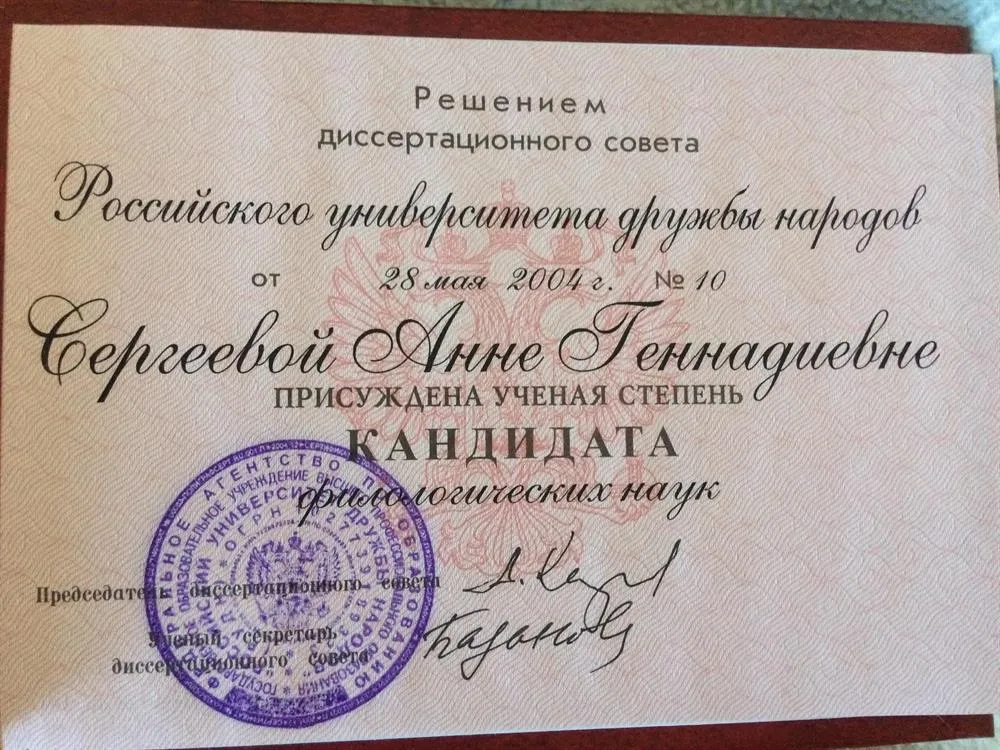 Решением
диссертационного совета
Российского университета дружбы народов
от 28 мая 2004 г. № 10
Сергеевой Анне Геннадиевне
ПРИСУЖДЕНА УЧЕНАЯ СТЕПЕНЬ
КАНДИДАТА
филологических наук
Председатель диссертационного совета
Ученый секретарь
диссертационного совета